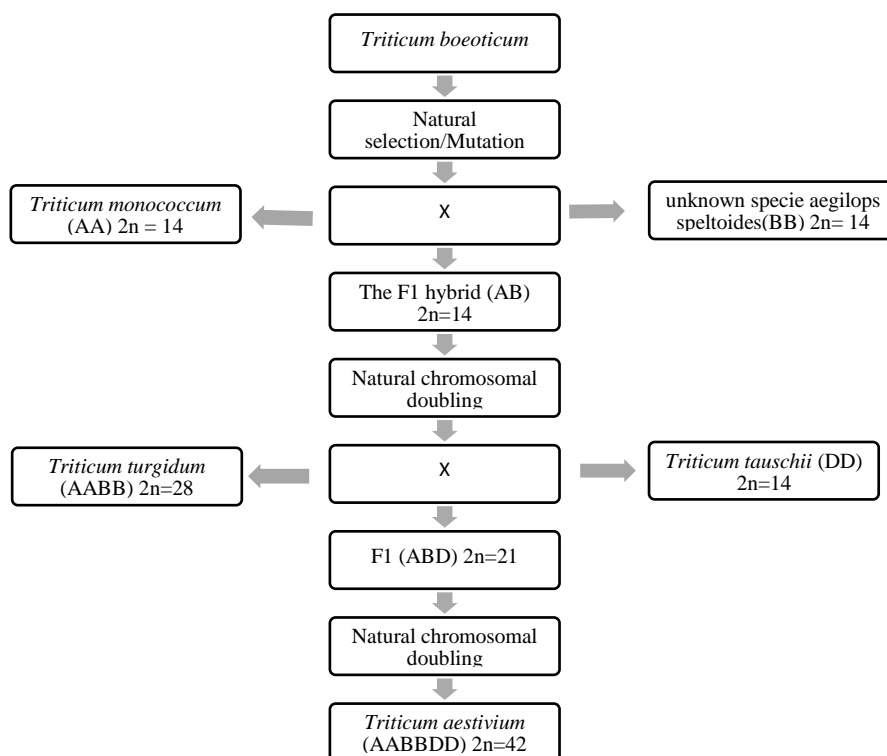 Triticum boeoticum
Natural
selection/Mutation
Triticum monococcum
(AA) 2n = 14
X
unknown specie aegilops
speltoides(BB) 2n= 14
The F1 hybrid (AB)
2n=14
Natural chromosomal
doubling
Triticum turgidum
(AABB) 2n=28
X
Triticum tauschii (DD)
2n=14
F1 (ABD) 2n=21
Natural chromosomal
doubling
Triticum aestivium
(AABBDD) 2n=42